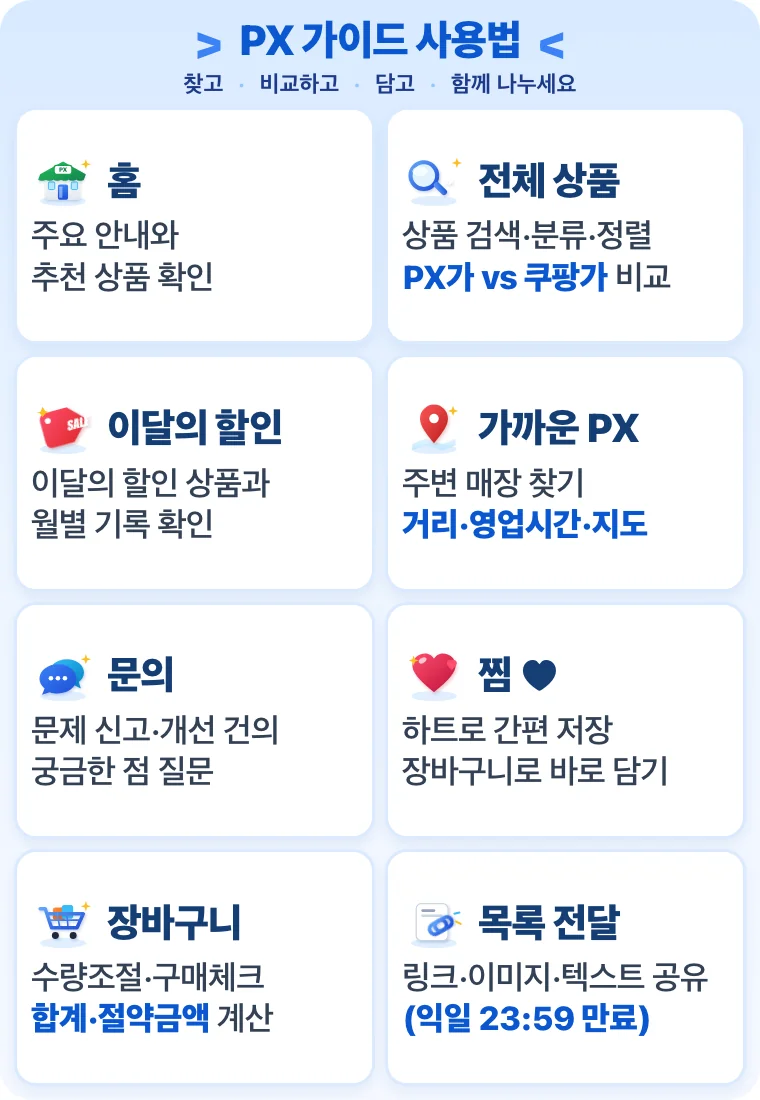 > PX 가이드 사용법 <
찾고 · 비교하고 · 담고 · 함께 나누세요
PX
홈
주요 안내와
추천 상품 확인
전체 상품
상품 검색·분류·정렬
PX가 vs 쿠팡가 비교
SALE
이달의 할인
이달의 할인 상품과
월별 기록 확인
가까운 PX
주변 매장 찾기
거리·영업시간·지도
문의
문제 신고·개선 건의
궁금한 점 질문
찜 ♥
하트로 간편 저장
장바구니로 바로 담기
장바구니
수량조절·구매체크
합계·절약금액 계산
목록 전달
링크·이미지·텍스트 공유
(익일 23:59 만료)